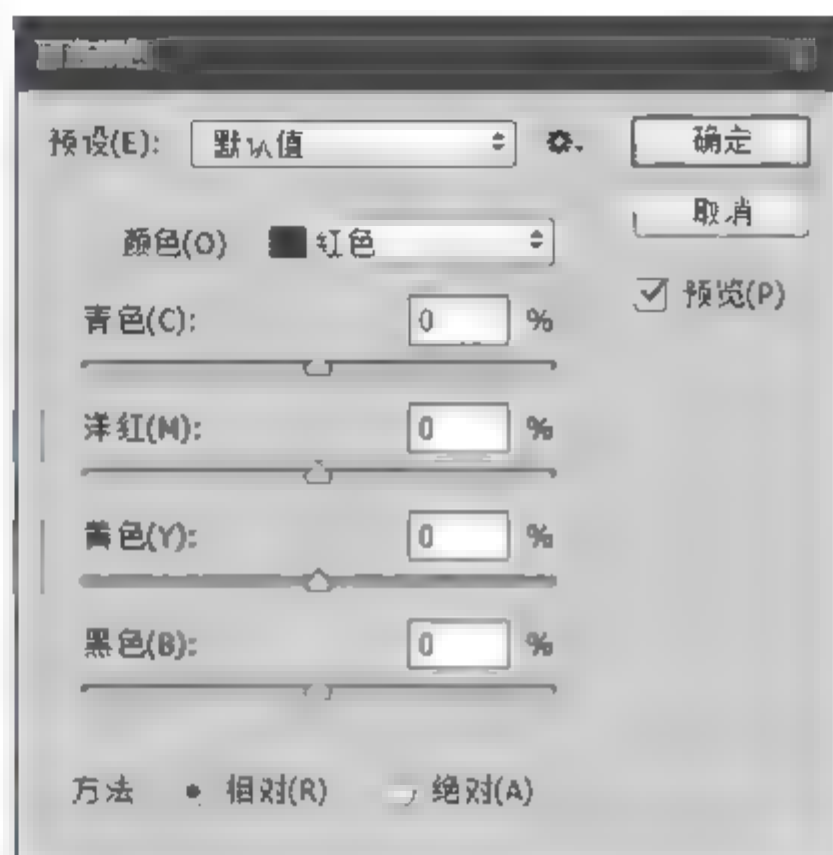 预设(E): 默认值 确定
颜色(O) 红色 取消
青色(C): 0 % 预览(P)
洋红(M): 0 %
黄色(Y): 0 %
黑色(B): 0 %
方法 相对(R) 绝对(A)